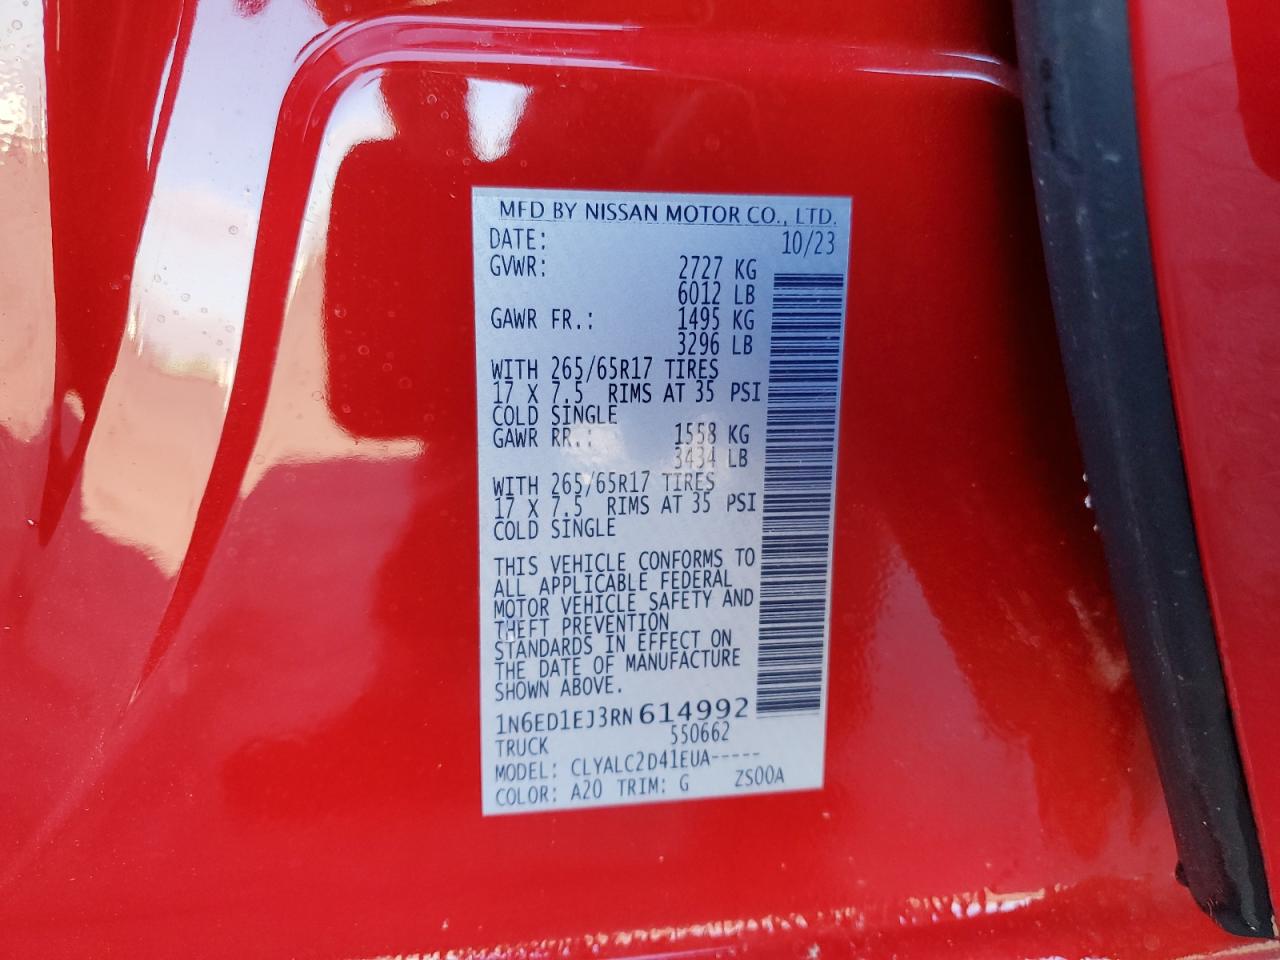 MFD BY NISSAN MOTOR CO., LTD.
DATE: 10/23
GVWR: 2727 KG
6012 LB
GAWR FR.: 1495 KG
3296 LB
WITH 265/65R17 TIRES
17 X 7.5 RIMS AT 35 PSI
COLD SINGLE
GAWR RR.: 1558 KG
3434 LB
WITH 265/65R17 TIRES
17 X 7.5 RIMS AT 35 PSI
COLD SINGLE
THIS VEHICLE CONFORMS TO
ALL APPLICABLE FEDERAL
MOTOR VEHICLE SAFETY AND
THEFT PREVENTION
STANDARDS IN EFFECT ON
THE DATE OF MANUFACTURE
SHOWN ABOVE.
1N6ED1EJ3RN614992
TRUCK 550662
MODEL: CLYALC2D41EUA-----
COLOR: A20 TRIM: G ZS00A